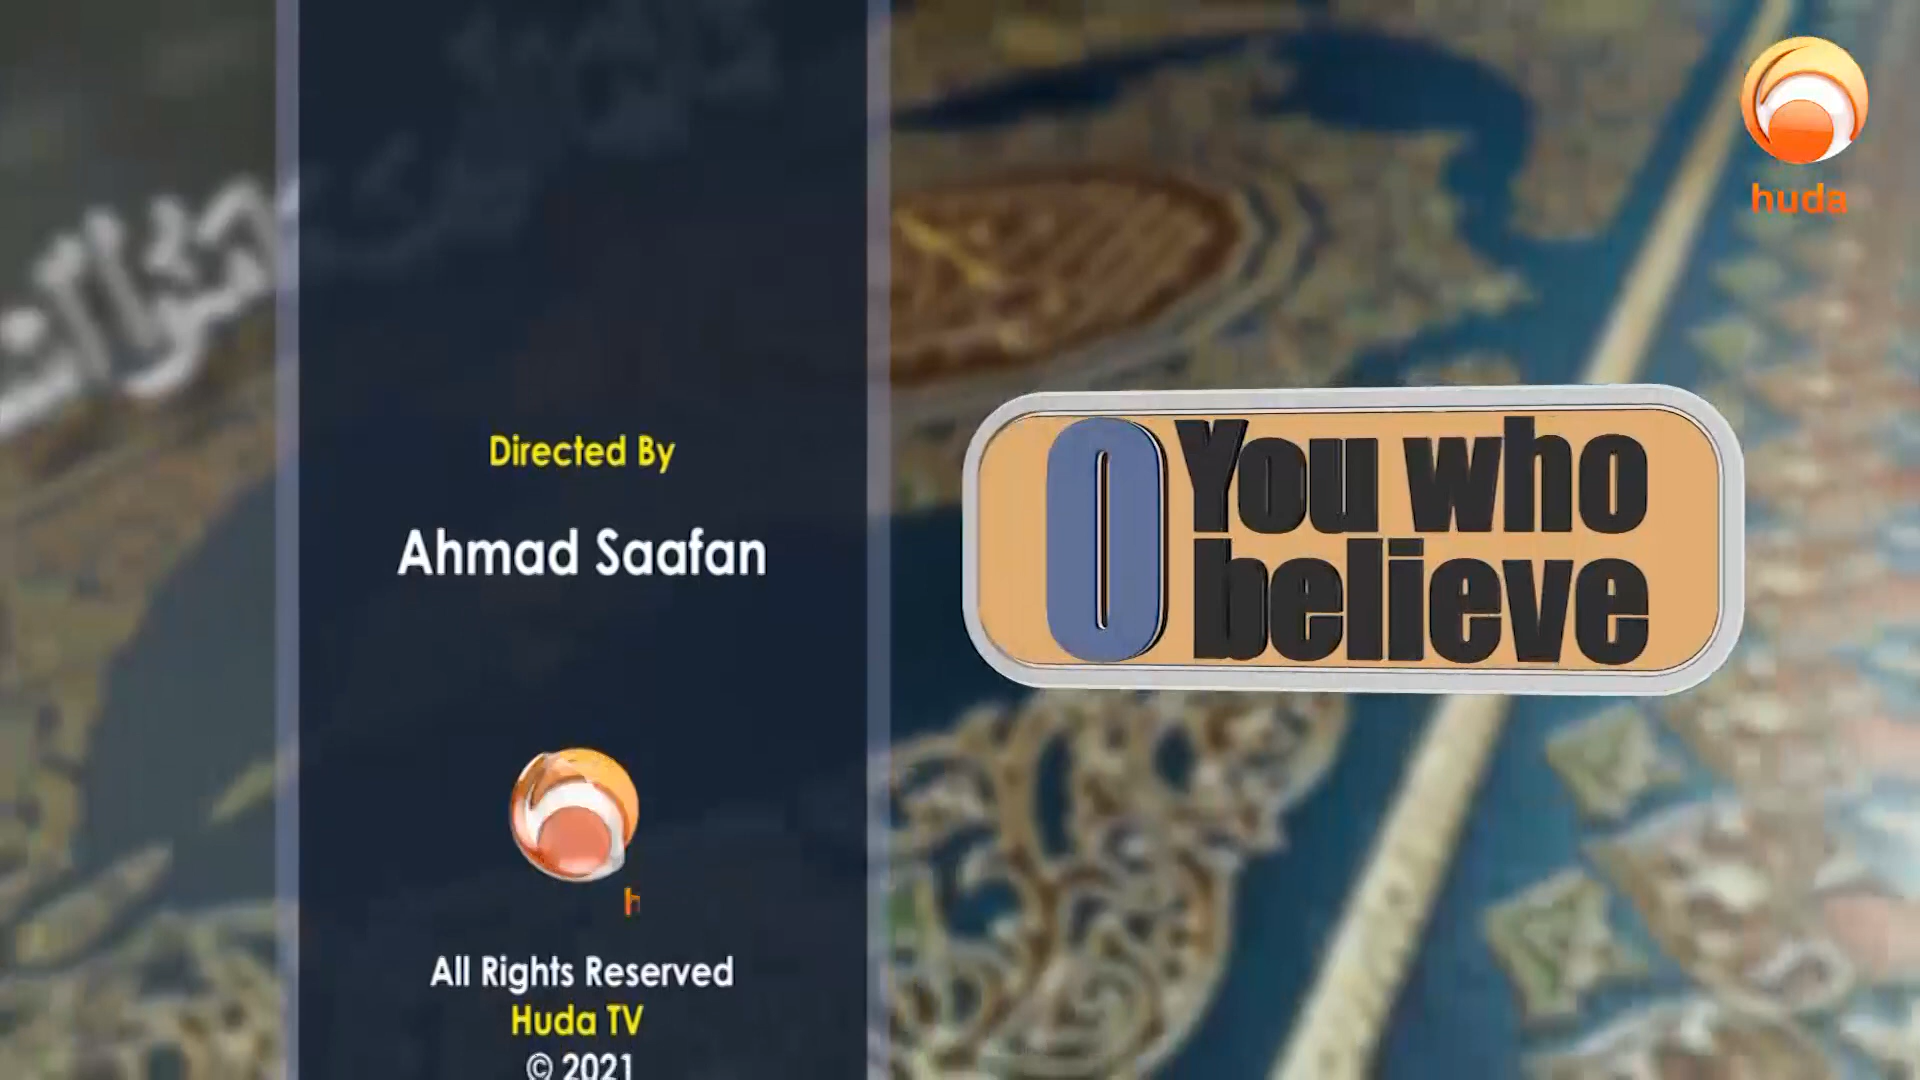 Directed By
Ahmad Saafan
h
All Rights Reserved
Huda TV
© 2021
O You who
believe
huda